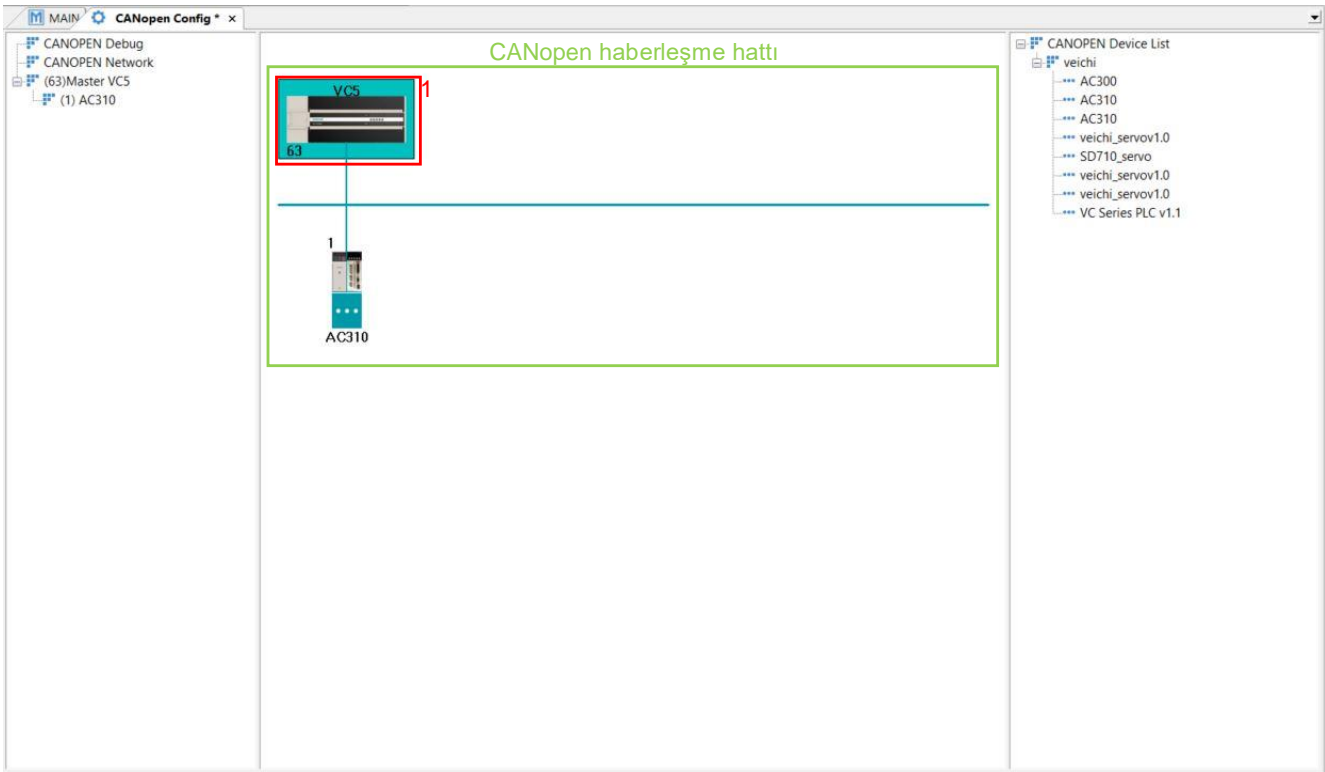 MAIN
CANopen Config * x
CANOPEN Debug
CANOPEN Network
(63)Master VC5
(1) AC310
CANopen haberleşme hattı
VC5
63
1
1
AC310
CANOPEN Device List
veichi
AC300
AC310
AC310
veichi_servov1.0
SD710_servo
veichi_servov1.0
veichi_servov1.0
VC Series PLC v1.1